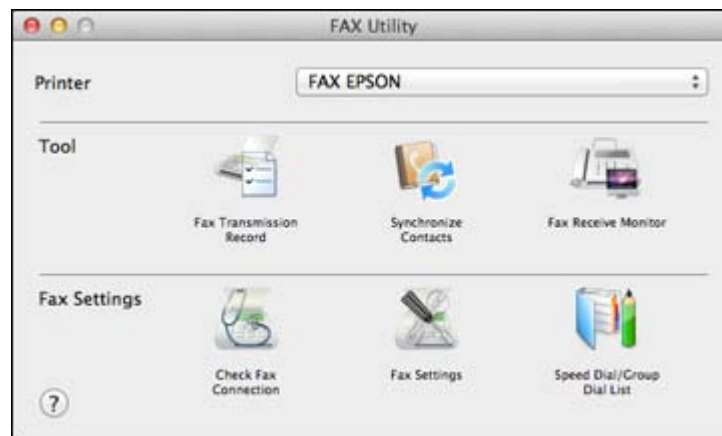 FAX Utility
Printer
FAX EPSON
Tool
Fax Transmission
Record
Synchronize
Contacts
Fax Receive Monitor
Fax Settings
Check Fax
Connection
Fax Settings
Speed Dial/Group
Dial List
?